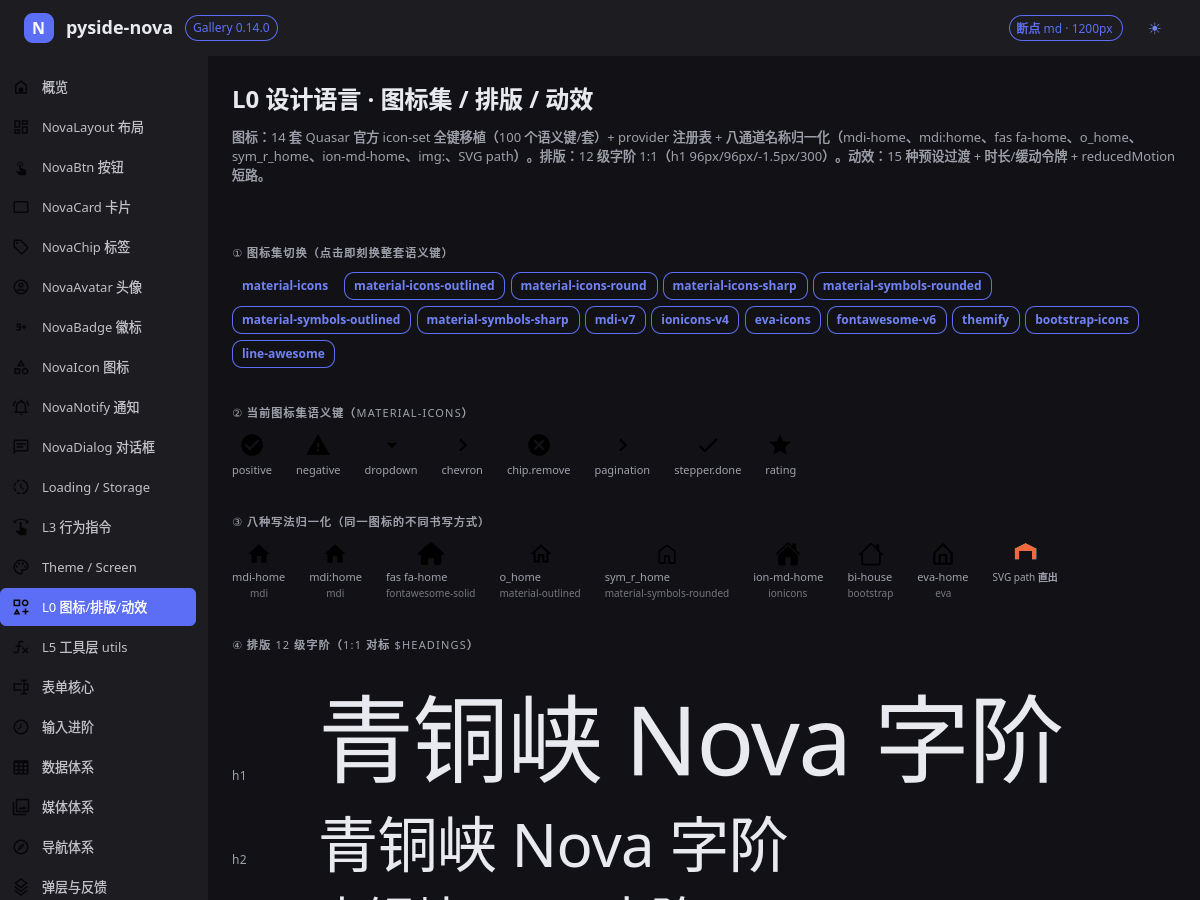 N pyside-nova Gallery 0.14.0 断点 md · 1200px
概览
NovaLayout 布局
NovaBtn 按钮
NovaCard 卡片
NovaChip 标签
NovaAvatar 头像
9+ NovaBadge 徽标
NovaIcon 图标
NovaNotify 通知
NovaDialog 对话框
Loading / Storage
L3 行为指令
Theme / Screen
L0 图标/排版/动效
L5 工具层 utils
表单核心
输入进阶
数据体系
媒体体系
导航体系
弹层与反馈
L0 设计语言 · 图标集 / 排版 / 动效
图标：14 套 Quasar 官方 icon-set 全键移植（100 个语义键/套）+ provider 注册表 + 八通道名称归一化（mdi-home、mdi:home、fas fa-home、o_home、
sym_r_home、ion-md-home、img:、SVG path）。排版：12 级字阶 1:1（h1 96px/96px/-1.5px/300）。动效：15 种预设过渡 + 时长/缓动令牌 + reducedMotion
短路。
① 图标集切换（点击即刻换整套语义键）
material-icons material-icons-outlined material-icons-round material-icons-sharp material-symbols-rounded
material-symbols-outlined material-symbols-sharp mdi-v7 ionicons-v4 eva-icons fontawesome-v6 themify bootstrap-icons
line-awesome
② 当前图标集语义键（MATERIAL-ICONS）
positive negative dropdown chevron chip.remove pagination stepper.done rating
③ 八种写法归一化（同一图标的不同书写方式）
mdi-home mdi:home fas fa-home o_home sym_r_home ion-md-home bi-house eva-home SVG path 直出
mdi mdi fontawesome-solid material-outlined material-symbols-rounded ionicons bootstrap eva
④ 排版 12 级字阶（1:1 对标 $HEADINGS）
h1 青铜峡 Nova 字阶
h2 青铜峡 Nova 字阶